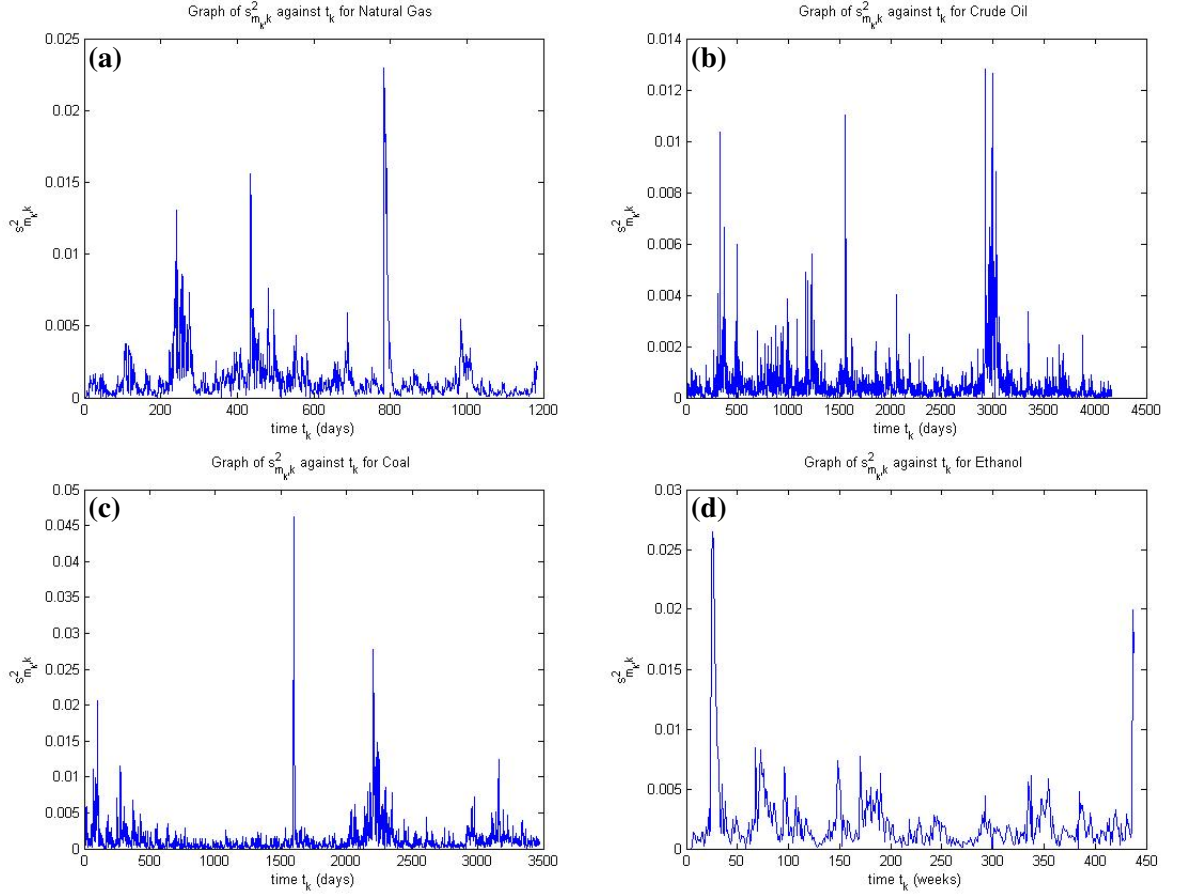 Graph of s²ₘₖ,ₖ against tₖ for Natural Gas
(a)
0.025
0.02
0.015
0.01
0.005
0
s²ₘₖ,ₖ
0 200 400 600 800 1000 1200
time tₖ (days)
Graph of s²ₘₖ,ₖ against tₖ for Crude Oil
(b)
0.014
0.012
0.01
0.008
0.006
0.004
0.002
0
s²ₘₖ,ₖ
0 500 1000 1500 2000 2500 3000 3500 4000 4500
time tₖ (days)
Graph of s²ₘₖ,ₖ against tₖ for Coal
(c)
0.05
0.045
0.04
0.035
0.03
0.025
0.02
0.015
0.01
0.005
0
s²ₘₖ,ₖ
0 500 1000 1500 2000 2500 3000 3500
time tₖ (days)
Graph of s²ₘₖ,ₖ against tₖ for Ethanol
(d)
0.03
0.025
0.02
0.015
0.01
0.005
0
s²ₘₖ,ₖ
0 50 100 150 200 250 300 350 400 450
time tₖ (weeks)